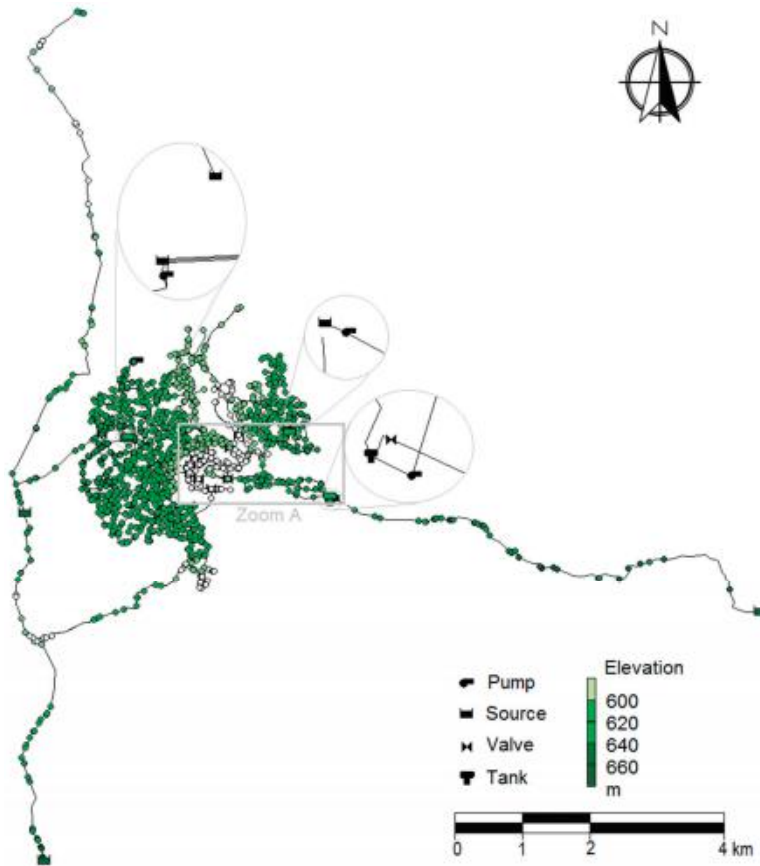 N
Zoom A
Elevation
Pump
600
Source
620
Valve
640
660
Tank
m
0 1 2 4 km